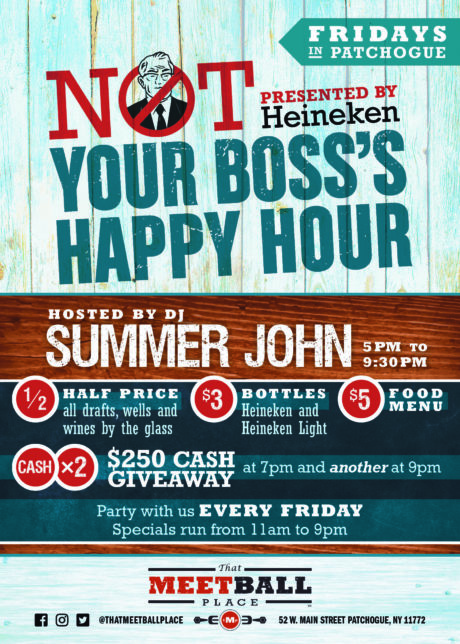 FRIDAYS
IN PATCHOGUE
NOT
PRESENTED BY
Heineken
YOUR BOSS'S
HAPPY HOUR
HOSTED BY DJ
SUMMER JOHN
5PM TO
9:30PM
1/2
HALF PRICE
all drafts, wells and
wines by the glass
$3
BOTTLES
Heineken and
Heineken Light
$5
FOOD
MENU
CASH ×2
$250 CASH
GIVEAWAY
at 7pm and another at 9pm
Party with us EVERY FRIDAY
Specials run from 11am to 9pm
That
MEETBALL
PLACE
@THATMEETBALLPLACE
M
52 W. MAIN STREET PATCHOGUE, NY 11772